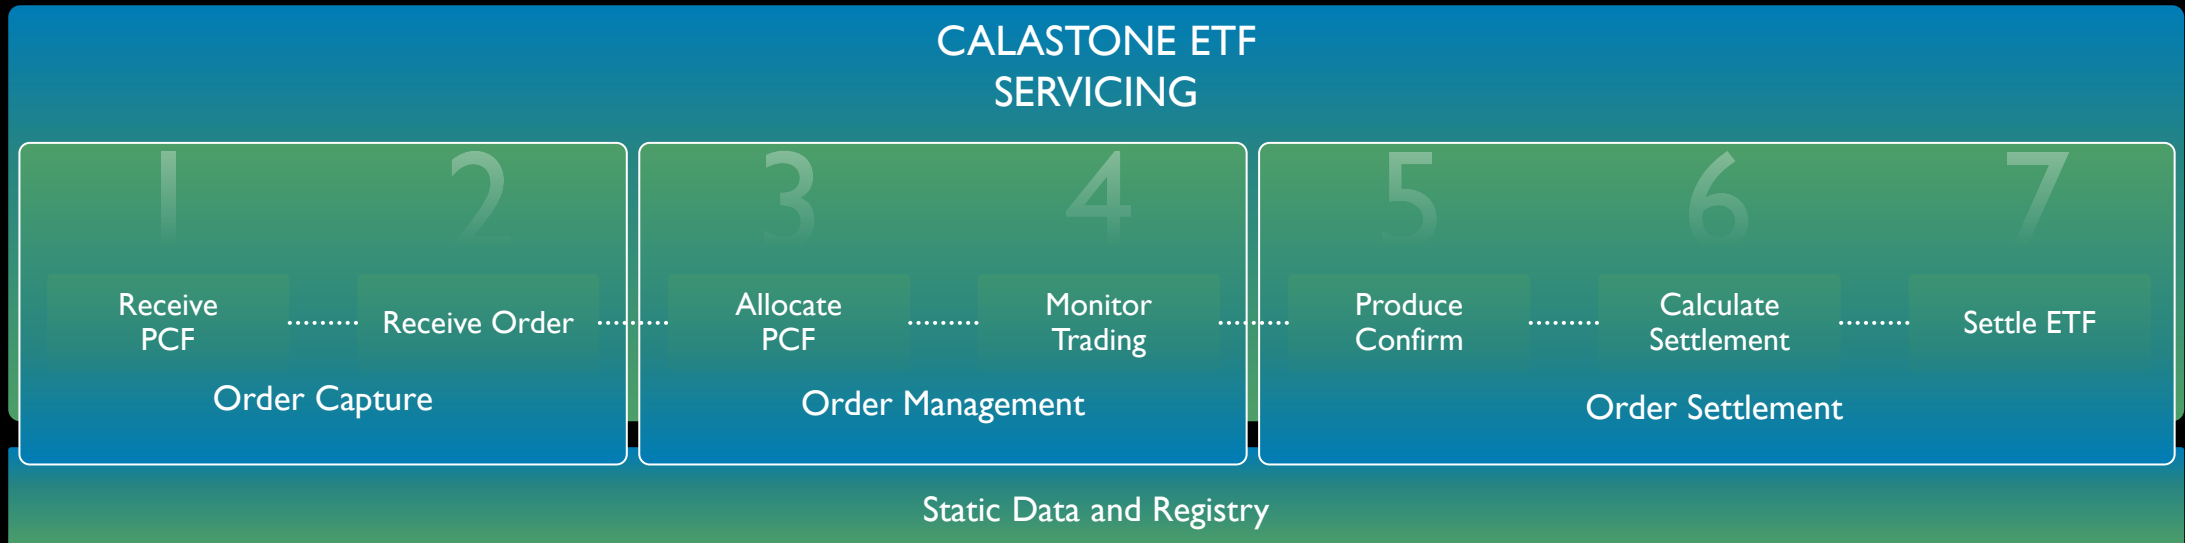 CALASTONE ETF
SERVICING
1
2
3
4
5
6
7
Receive
PCF
Receive Order
Allocate
PCF
Monitor
Trading
Produce
Confirm
Calculate
Settlement
Settle ETF
Order Capture
Order Management
Order Settlement
Static Data and Registry